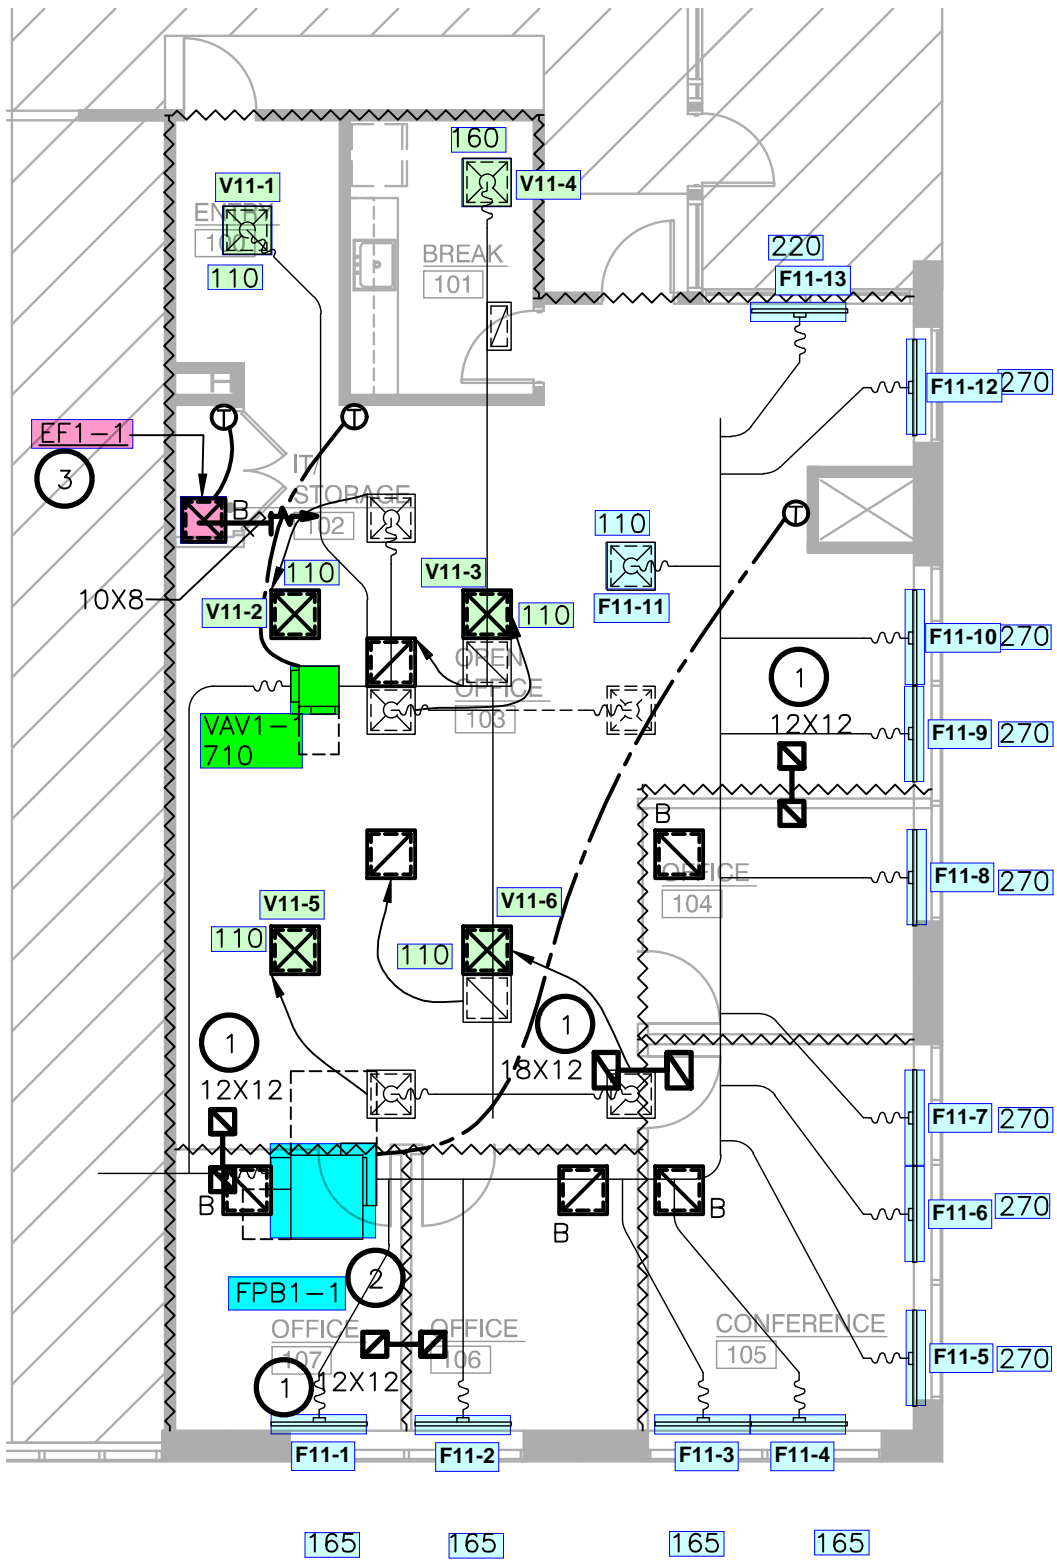 160
V11-1
V11-4
ENTRY
100
110
BREAK
101
220
F11-13
F11-12
270
EF1-1
3
T
T
IT/
STORAGE
102
B
T
10X8
110
V11-2
V11-3
110
110
F11-11
F11-10
270
OPEN
OFFICE
103
1
12X12
VAV1-1
710
F11-9
270
B
OFFICE
104
F11-8
270
V11-5
V11-6
110
110
1
1
18X12
12X12
F11-7
270
B
B
B
F11-6
270
FPB1-1
2
OFFICE
107
OFFICE
106
CONFERENCE
105
F11-5
270
1
12X12
F11-1
F11-2
F11-3
F11-4
165
165
165
165